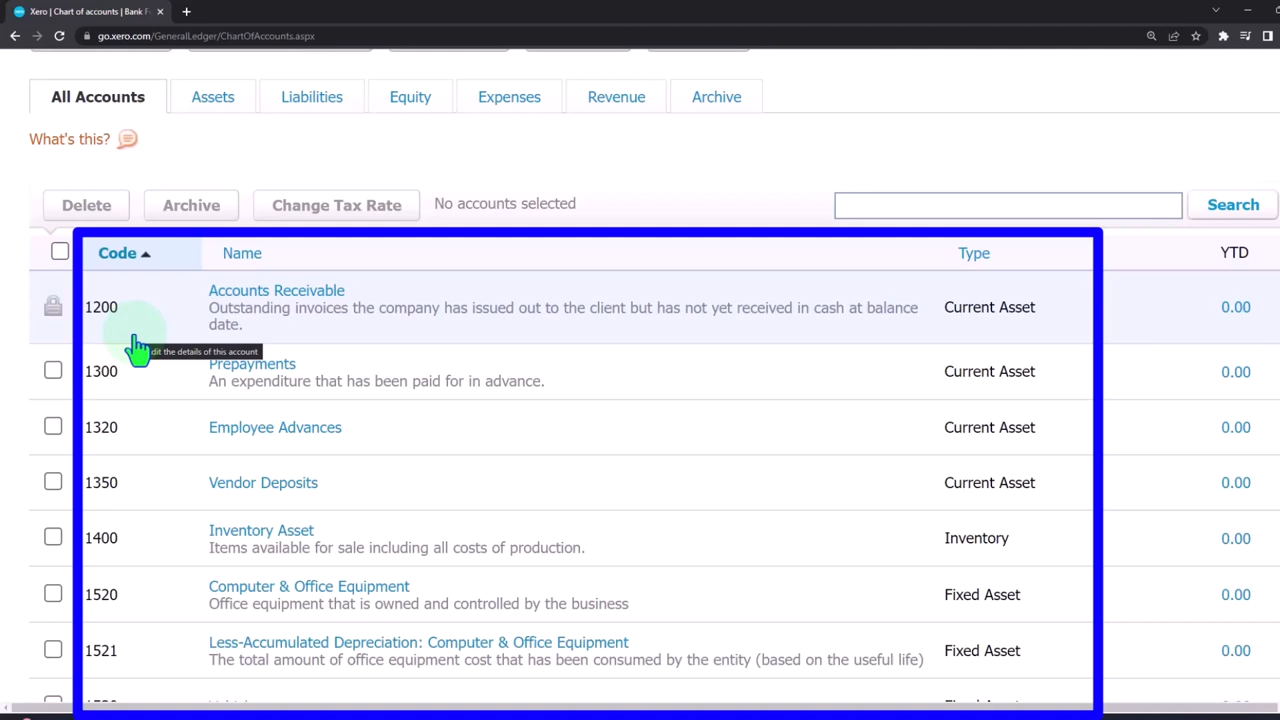 Xero | Chart of accounts | Bank F
go.xero.com/GeneralLedger/ChartOfAccounts.aspx
All Accounts Assets Liabilities Equity Expenses Revenue Archive
What's this?
Delete Archive Change Tax Rate No accounts selected Search
Code Name Type YTD
1200 Accounts Receivable Current Asset 0.00
Outstanding invoices the company has issued out to the client but has not yet received in cash at balance
date.
dit the details of this account
1300 Prepayments Current Asset 0.00
An expenditure that has been paid for in advance.
1320 Employee Advances Current Asset 0.00
1350 Vendor Deposits Current Asset 0.00
1400 Inventory Asset Inventory 0.00
Items available for sale including all costs of production.
1520 Computer & Office Equipment Fixed Asset 0.00
Office equipment that is owned and controlled by the business
1521 Less-Accumulated Depreciation: Computer & Office Equipment Fixed Asset 0.00
The total amount of office equipment cost that has been consumed by the entity (based on the useful life)